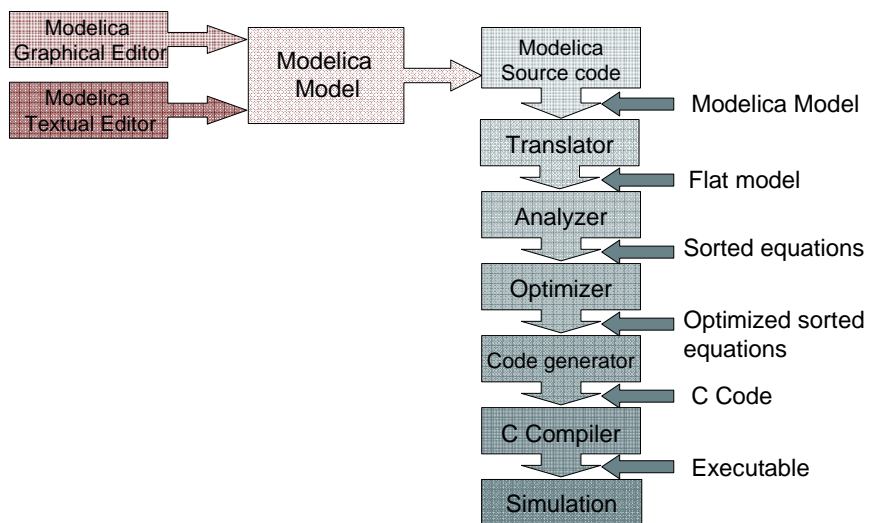 Modelica
Graphical Editor
Modelica
Textual Editor
Modelica
Model
Modelica
Source code
Modelica Model
Translator
Flat model
Analyzer
Sorted equations
Optimizer
Optimized sorted
equations
Code generator
C Code
C Compiler
Executable
Simulation